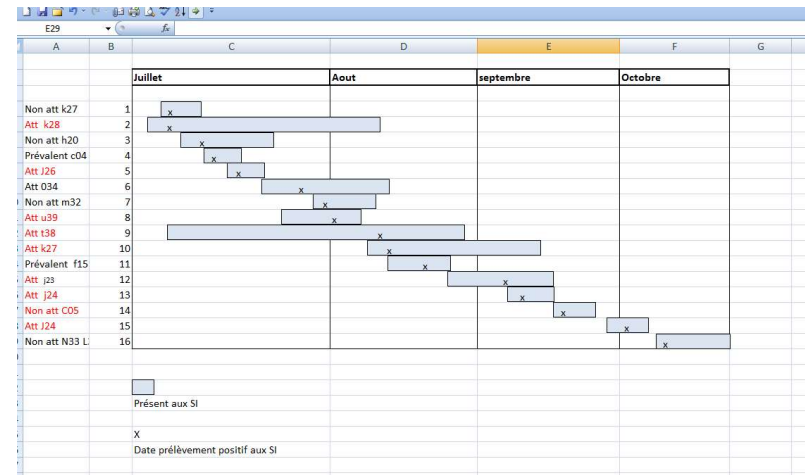 E29 fx
A B C D E F G
Juillet Aout septembre Octobre
Non att k27 1 x
Att k28 2 x
Non att h20 3 x
Prévalent c04 4 x
Att J26 5 x
Att 034 6 x
Non att m32 7 x
Att u39 8 x
Att t38 9 x
Att k27 10 x
Prévalent f15 11 x
Att j23 12 x
Att j24 13 x
Non att C05 14 x
Att J24 15 x
Non att N33 L 16 x
Présent aux SI
X
Date prélèvement positif aux SI